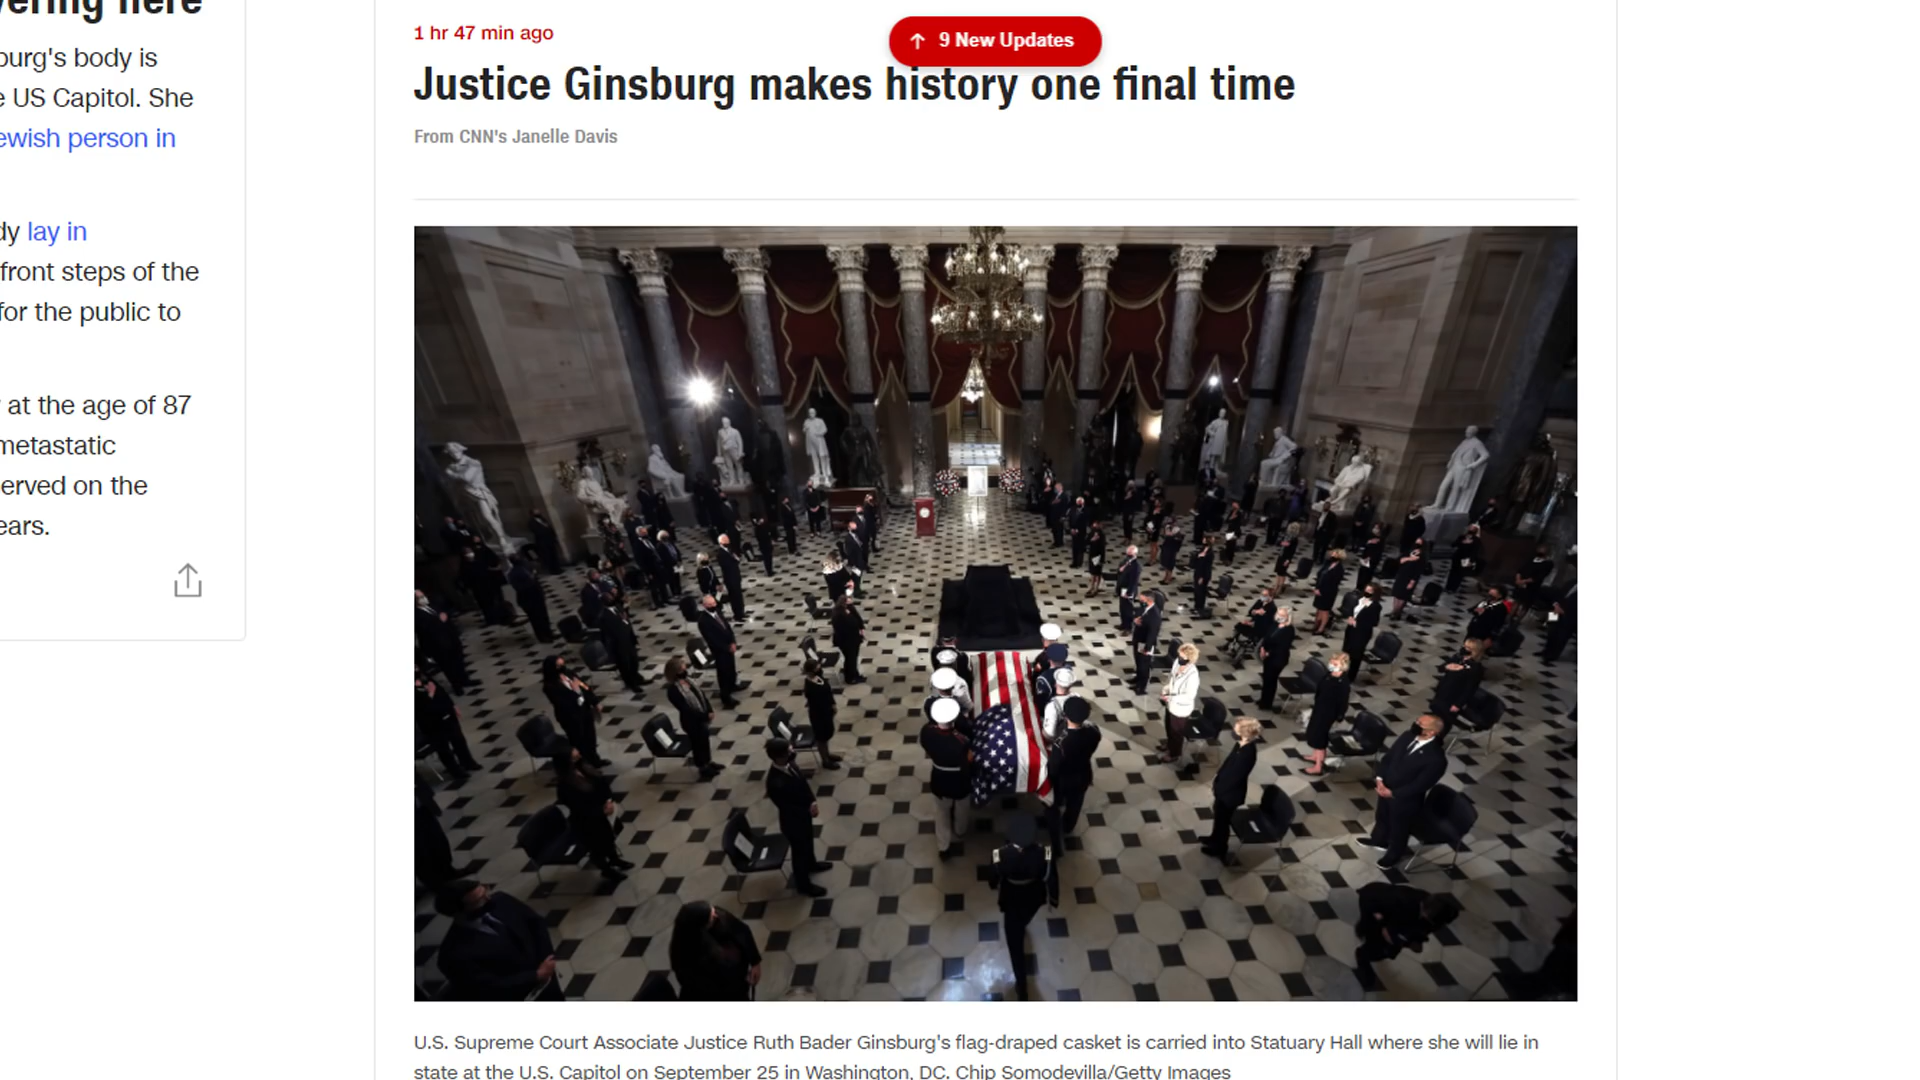 ering here
burg's body is
US Capitol. She
ewish person in
dy lay in
front steps of the
for the public to
at the age of 87
metastatic
erved on the
ears.
1 hr 47 min ago
9 New Updates
Justice Ginsburg makes history one final time
From CNN's Janelle Davis
U.S. Supreme Court Associate Justice Ruth Bader Ginsburg's flag-draped casket is carried into Statuary Hall where she will lie in
state at the U.S. Capitol on September 25 in Washington, DC. Chip Somodevilla/Getty Images